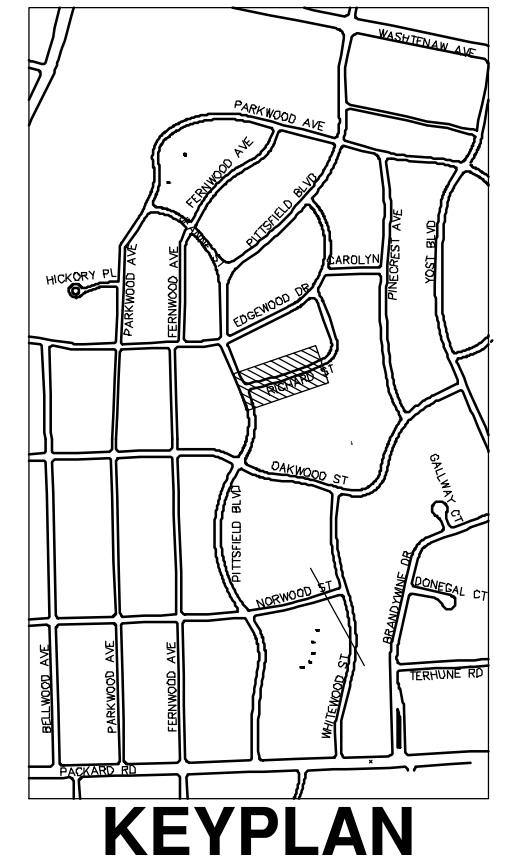 WASHTENAW AVE
PARKWOOD AVE
FERNWOOD AVE
PITTSFIELD BLVD
PINECREST AVE
YOST BLVD
CAROLYN
HICKORY PL
PARKWOOD AVE
FERNWOOD AVE
EDGEWOOD DR
RICHARD ST
OAKWOOD ST
GALLWAY CT
PITTSFIELD BLVD
NORWOOD ST
BRANDYWINE DR
DONEGAL CT
TERHUNE RD
WHITEWOOD ST
BELLWOOD AVE
PARKWOOD AVE
FERNWOOD AVE
PACKARD RD
KEYPLAN